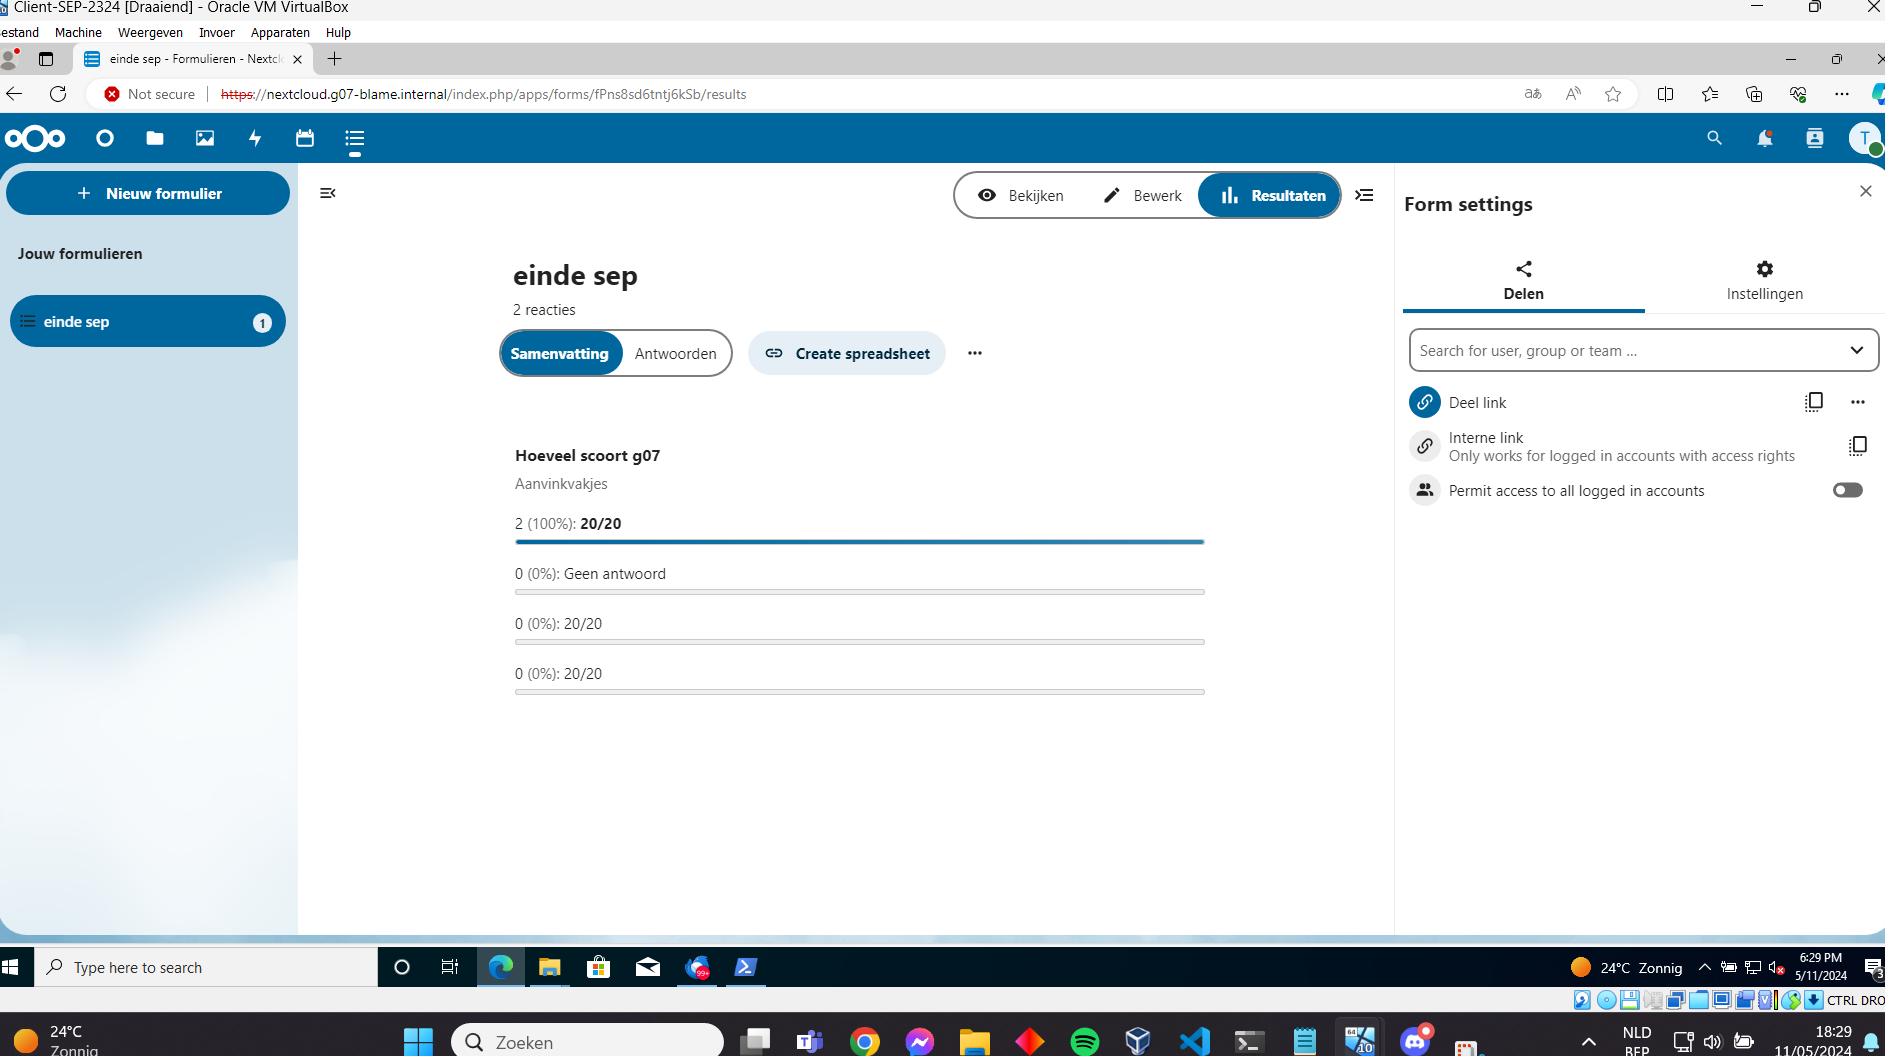 Client-SEP-2324 [Draaiend] - Oracle VM VirtualBox
estand Machine Weergeven Invoer Apparaten Hulp
einde sep - Formulieren - Nextclo
Not secure https://nextcloud.g07-blame.internal/index.php/apps/forms/fPns8sd6tntj6kSb/results
T
Nieuw formulier
Jouw formulieren
einde sep 1
Bekijken Bewerk Resultaten
einde sep
2 reacties
Samenvatting Antwoorden Create spreadsheet
Hoeveel scoort g07
Aanvinkvakjes
2 (100%): 20/20
0 (0%): Geen antwoord
0 (0%): 20/20
0 (0%): 20/20
Form settings
Delen Instellingen
Search for user, group or team ...
Deel link
Interne link
Only works for logged in accounts with access rights
Permit access to all logged in accounts
Type here to search
99+
24°C Zonnig
6:29 PM
5/11/2024
3
CTRL DRO
24°C
Zonnig
Zoeken
64
10
NLD
BEP
18:29
11/05/2024